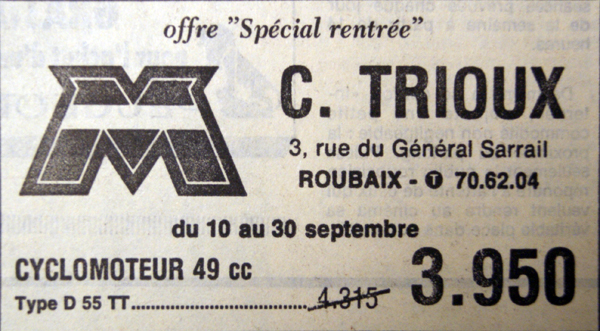 offre "Spécial rentrée"
M
C. TRIOUX
3, rue du Général Sarrail
ROUBAIX - T 70.62.04
du 10 au 30 septembre
CYCLOMOTEUR 49 cc
Type D 55 TT.............................. 4.315 3.950